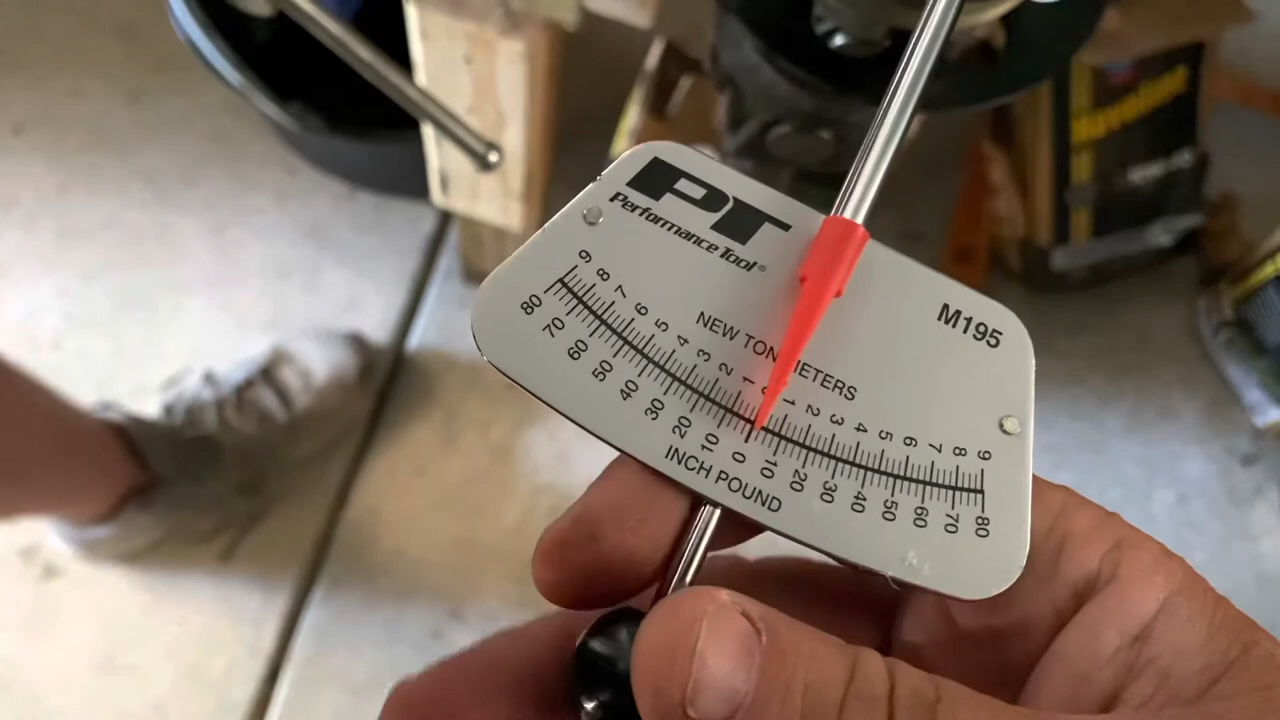 PT
Performance Tool®
M195
NEW TON METERS
9 8 7 6 5 4 3 2 1 0 1 2 3 4 5 6 7 8 9
80 70 60 50 40 30 20 10 0 10 20 30 40 50 60 70 80
INCH POUND